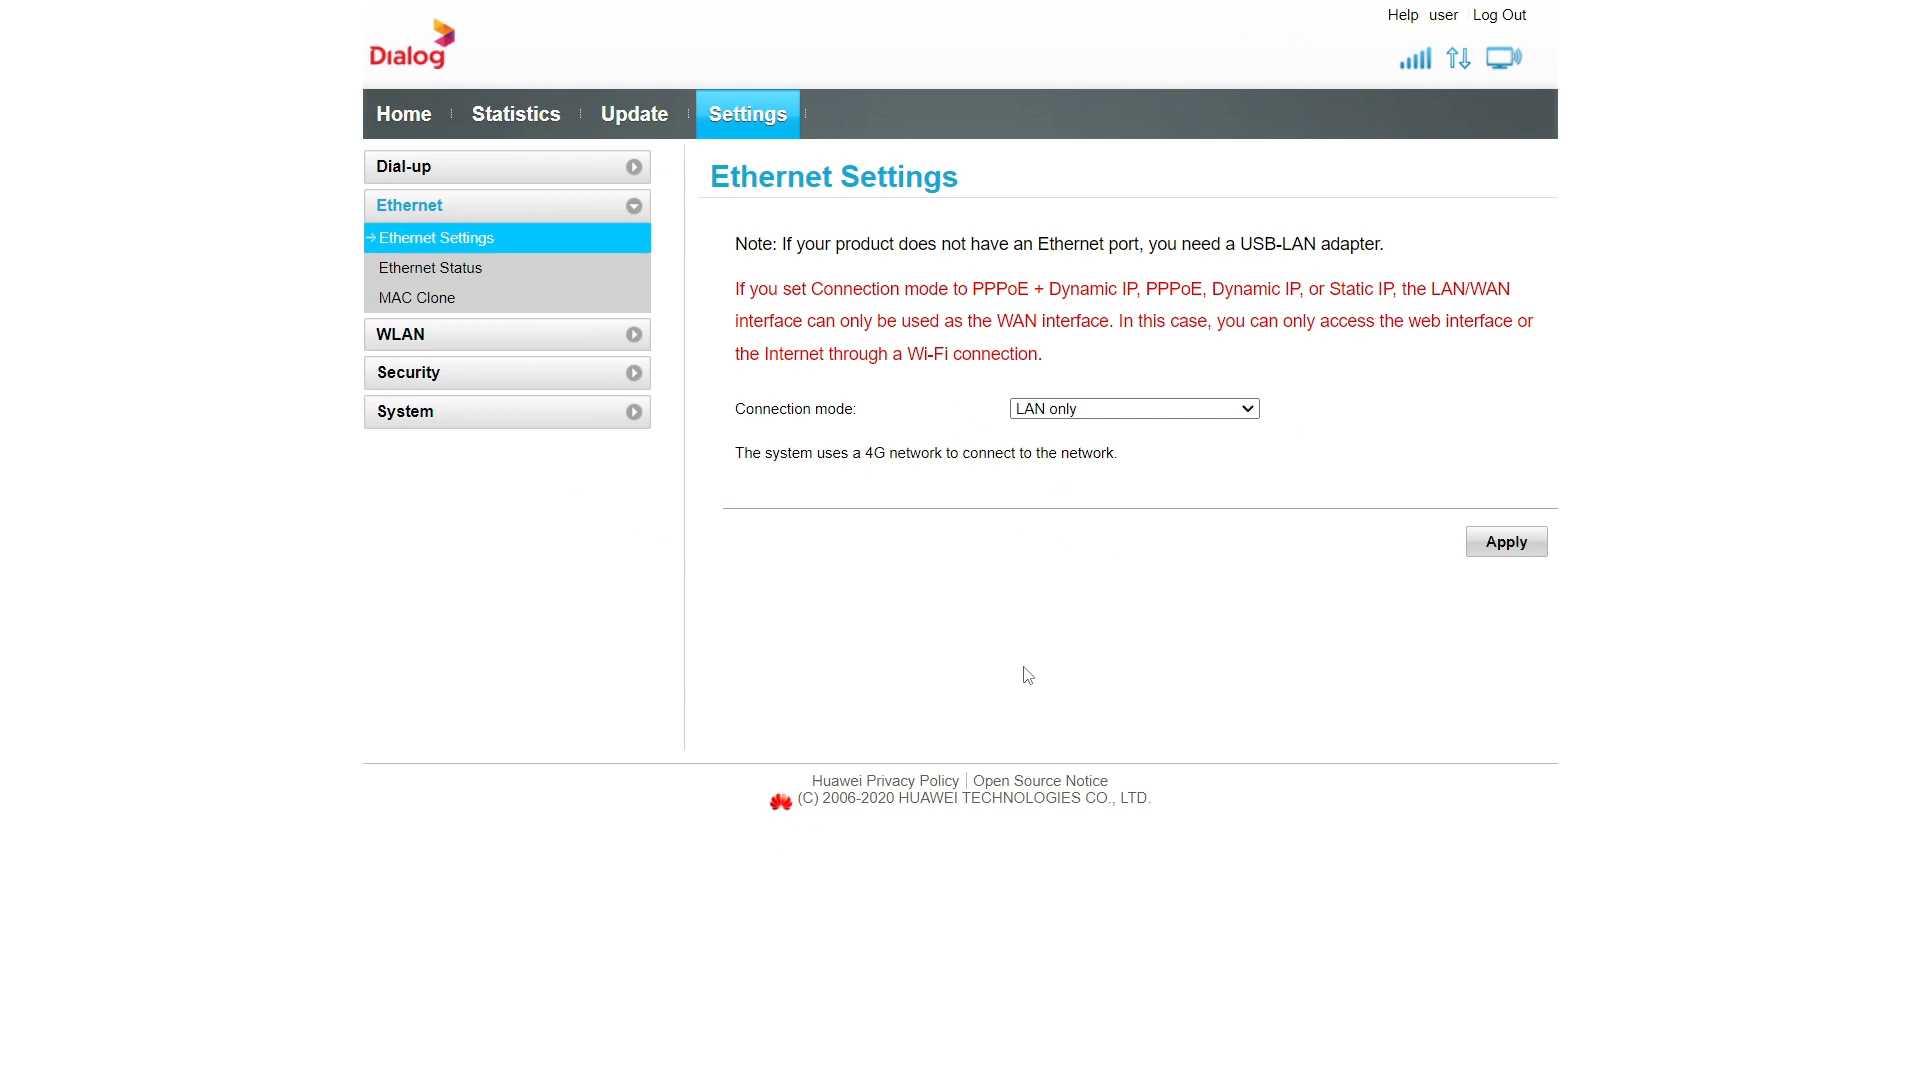 Help user Log Out
Dialog
Home Statistics Update Settings
Dial-up
Ethernet
Ethernet Settings
Ethernet Status
MAC Clone
WLAN
Security
System
Ethernet Settings
Note: If your product does not have an Ethernet port, you need a USB-LAN adapter.
If you set Connection mode to PPPoE + Dynamic IP, PPPoE, Dynamic IP, or Static IP, the LAN/WAN
interface can only be used as the WAN interface. In this case, you can only access the web interface or
the Internet through a Wi-Fi connection.
Connection mode: LAN only
The system uses a 4G network to connect to the network.
Apply
Huawei Privacy Policy | Open Source Notice
(C) 2006-2020 HUAWEI TECHNOLOGIES CO., LTD.